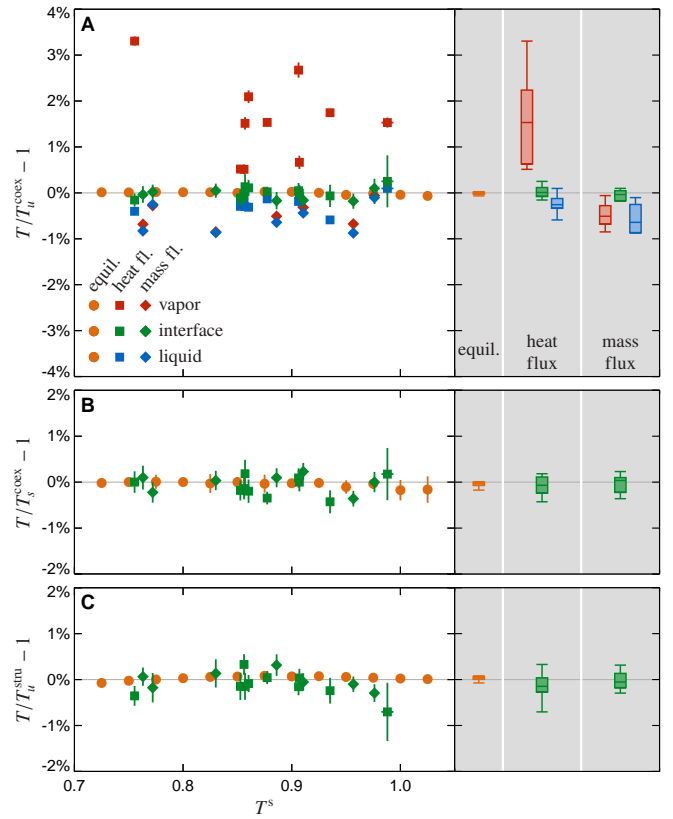 A
4%
3%
2%
1%
0%
-1%
-2%
-3%
-4%
T/T_u^coex − 1
equil. heat fl. mass fl.
vapor
interface
liquid
equil. heat flux mass flux
B
2%
1%
0%
-1%
-2%
T/T_s^coex − 1
C
2%
1%
0%
-1%
-2%
T/T_u^stru − 1
0.7 0.8 0.9 1.0
T^s